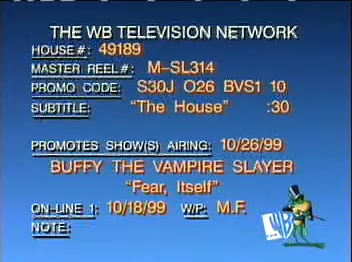 THE WB TELEVISION NETWORK
HOUSE #: 49189
MASTER REEL #: M-SL314
PROMO CODE: S30J O26 BVS1 10
SUBTITLE: "The House" :30
PROMOTES SHOW(S) AIRING: 10/26/99
BUFFY THE VAMPIRE SLAYER
"Fear, Itself"
ON-LINE 1: 10/18/99 W/P: M.F.
NOTE:
WB